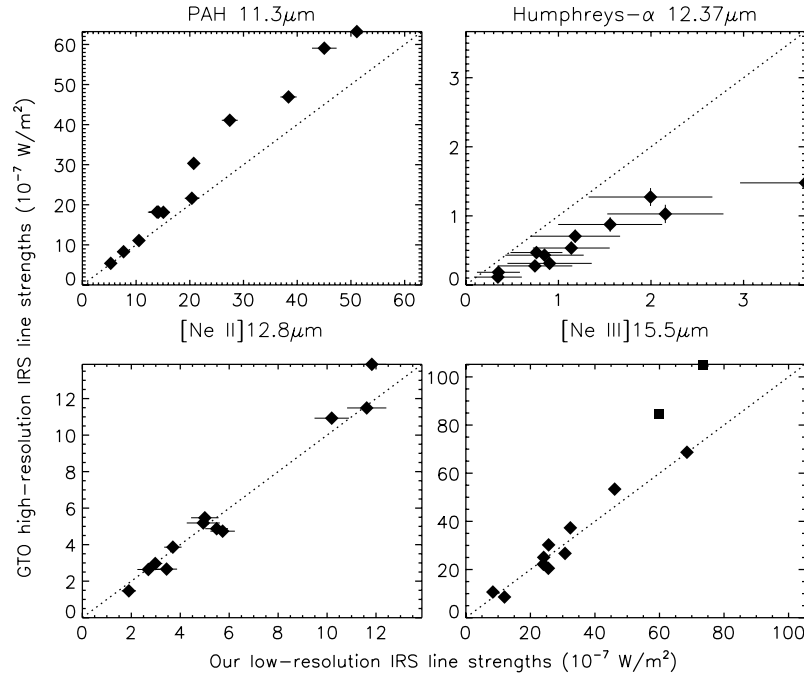 PAH 11.3μm
Humphreys-α 12.37μm
60
50
40
30
20
10
0
0 10 20 30 40 50 60
3
2
1
0
0 1 2 3
[Ne II]12.8μm
[Ne III]15.5μm
12
10
8
6
4
2
0
0 2 4 6 8 10 12
100
80
60
40
20
0
0 20 40 60 80 100
GTO high-resolution IRS line strengths (10⁻⁷ W/m²)
Our low-resolution IRS line strengths (10⁻⁷ W/m²)